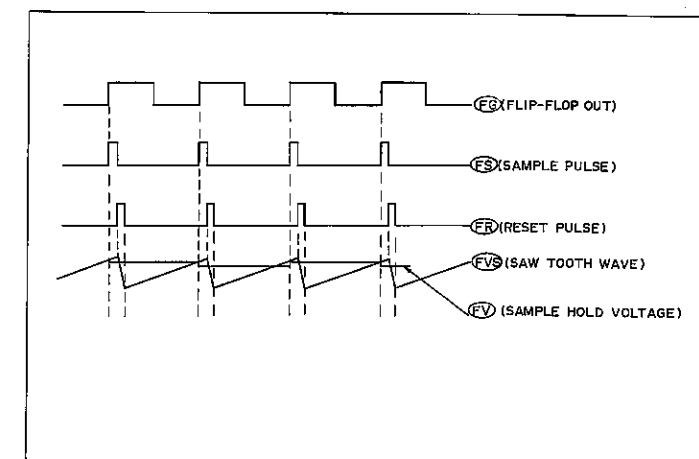 FG (FLIP-FLOP OUT)
FS (SAMPLE PULSE)
FR (RESET PULSE)
FVS (SAW TOOTH WAVE)
FV (SAMPLE HOLD VOLTAGE)